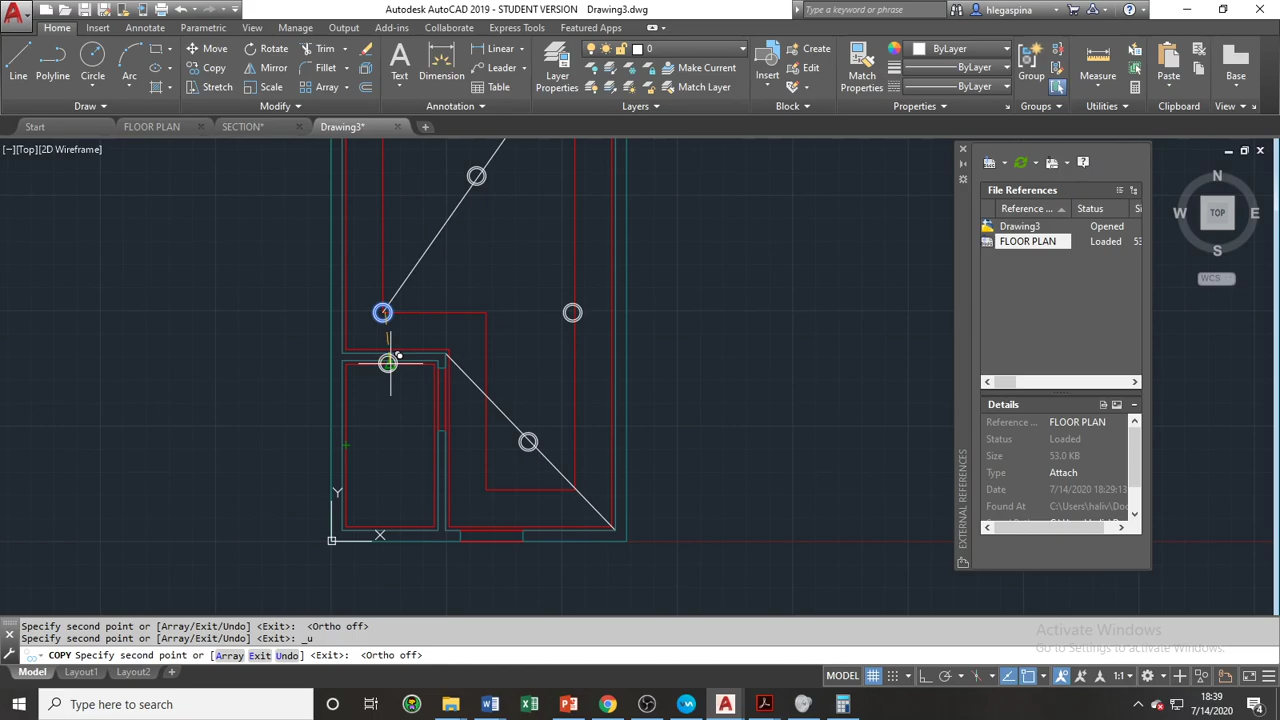 Autodesk AutoCAD 2019 - STUDENT VERSION Drawing3.dwg
Type a keyword or phrase
hlegaspina
Home Insert Annotate Parametric View Manage Output Add-ins Collaborate Express Tools Featured Apps
Line Polyline Circle Arc
Move Rotate Trim
Copy Mirror Fillet
Stretch Scale Array
Text Dimension
Linear
Leader
Table
Layer Properties
0
Make Current
Match Layer
Insert
Create
Edit
Match Properties
ByLayer
ByLayer
ByLayer
Group
Measure
Paste
Base
Draw Modify Annotation Layers Block Properties Groups Utilities Clipboard View
Start FLOOR PLAN SECTION* Drawing3*
[−][Top][2D Wireframe]
N
W TOP E
S
WCS
File References
Reference ... Status Si
Drawing3 Opened
FLOOR PLAN Loaded 53
Details
Reference ... FLOOR PLAN
Status Loaded
Size 53.0 KB
Type Attach
Date 7/14/2020 18:29:13
Found At C:\Users\haliv\Doc
EXTERNAL REFERENCES
Y
X
Specify second point or [Array/Exit/Undo] <Exit>: <Ortho off>
Specify second point or [Array/Exit/Undo] <Exit>: _u
COPY Specify second point or [Array Exit Undo] <Exit>: <Ortho off>
Activate Windows
Go to Settings to activate Windows.
Model Layout1 Layout2
MODEL
1:1
Type here to search
18:39
7/14/2020
4